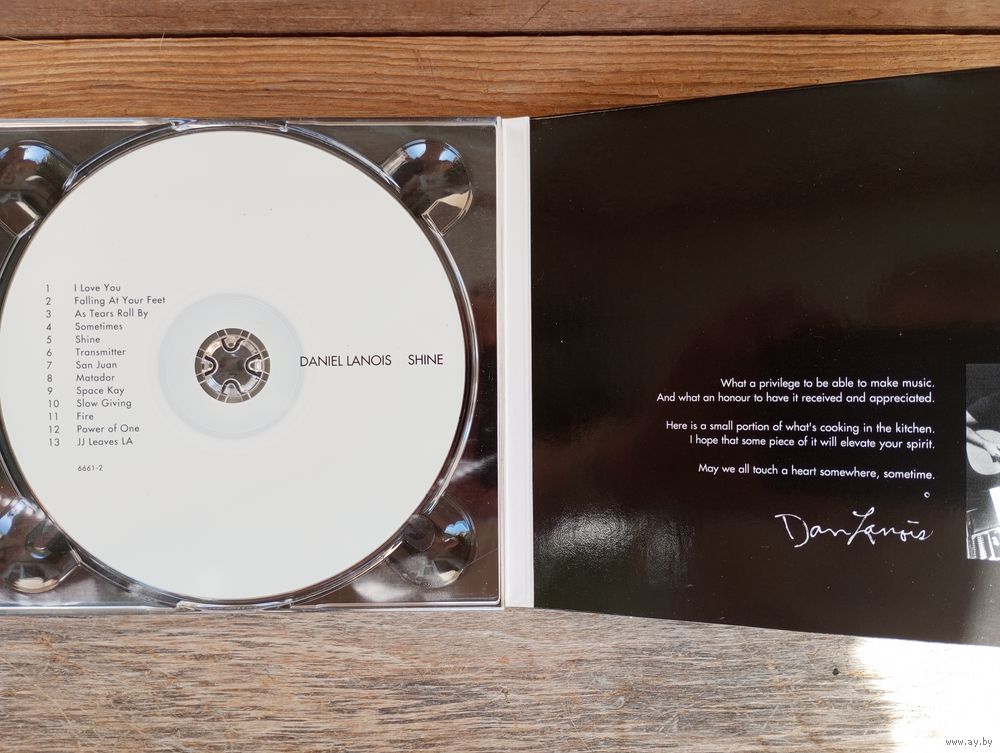 1 I Love You
2 Falling At Your Feet
3 As Tears Roll By
4 Sometimes
5 Shine
6 Transmitter
7 San Juan
8 Matador
9 Space Kay
10 Slow Giving
11 Fire
12 Power of One
13 JJ Leaves LA
6661-2
DANIEL LANOIS SHINE
What a privilege to be able to make music.
And what an honour to have it received and appreciated.
Here is a small portion of what's cooking in the kitchen.
I hope that some piece of it will elevate your spirit.
May we all touch a heart somewhere, sometime.
Dan Lanois
www.ay.by